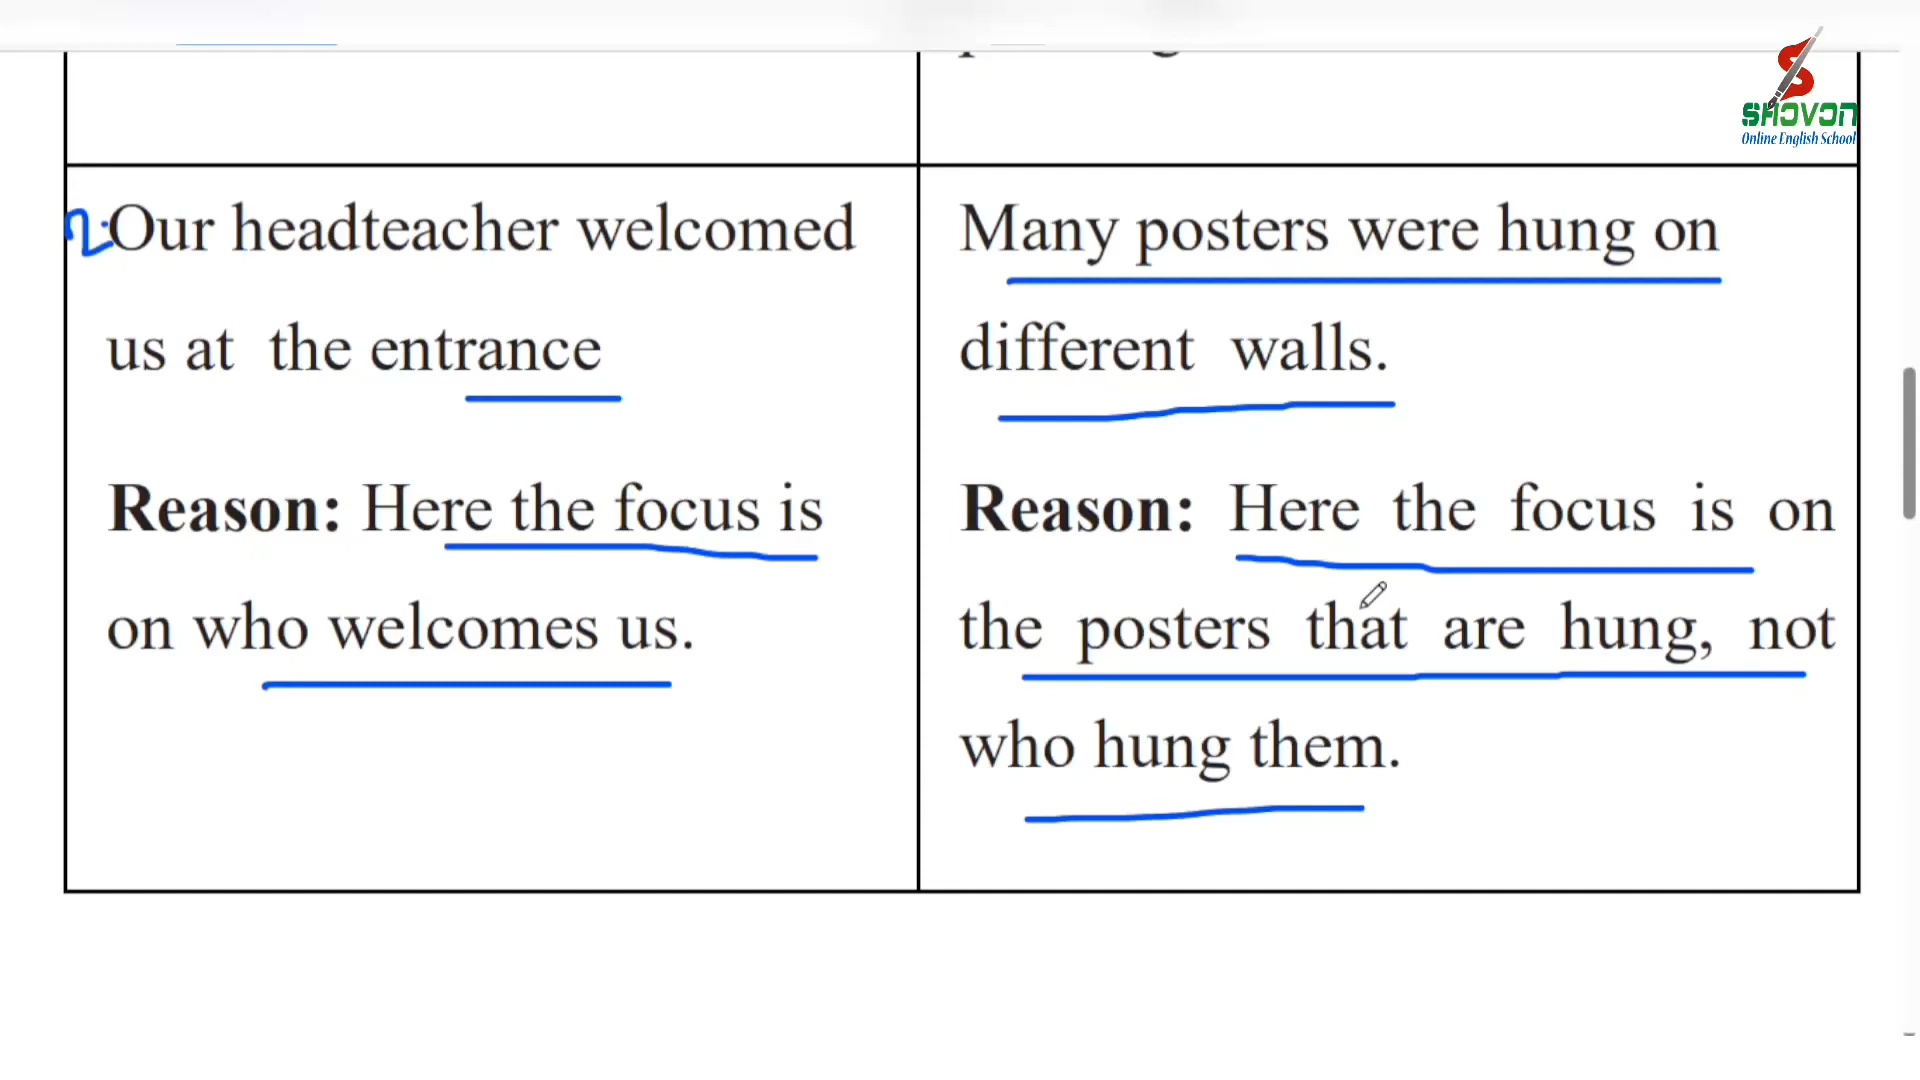 SHOVON
Online English School
2.
Our headteacher welcomed
us at the entrance
Reason: Here the focus is
on who welcomes us.
Many posters were hung on
different walls.
Reason: Here the focus is on
the posters that are hung, not
who hung them.